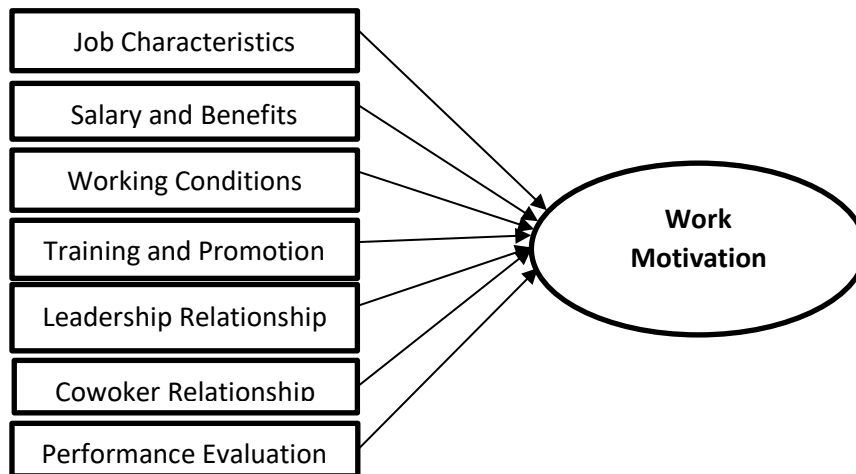 Job Characteristics
Salary and Benefits
Working Conditions
Training and Promotion
Leadership Relationship
Cowoker Relationship
Performance Evaluation
Work
Motivation